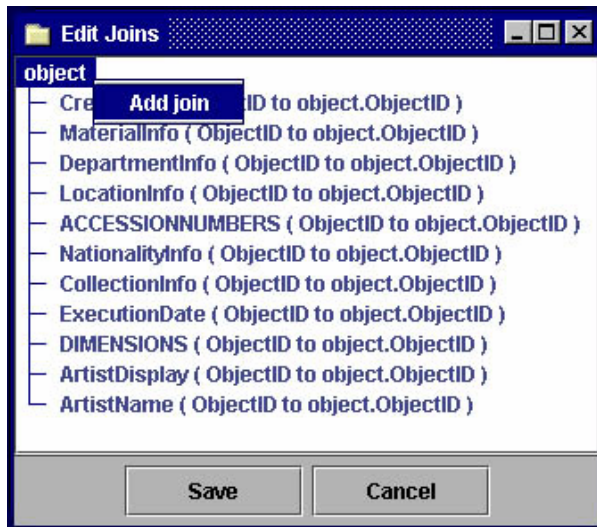 Edit Joins
object
Add join
Cre ID to object.ObjectID )
MaterialInfo ( ObjectID to object.ObjectID )
DepartmentInfo ( ObjectID to object.ObjectID )
LocationInfo ( ObjectID to object.ObjectID )
ACCESSIONNUMBERS ( ObjectID to object.ObjectID )
NationalityInfo ( ObjectID to object.ObjectID )
CollectionInfo ( ObjectID to object.ObjectID )
ExecutionDate ( ObjectID to object.ObjectID )
DIMENSIONS ( ObjectID to object.ObjectID )
ArtistDisplay ( ObjectID to object.ObjectID )
ArtistName ( ObjectID to object.ObjectID )
Save Cancel